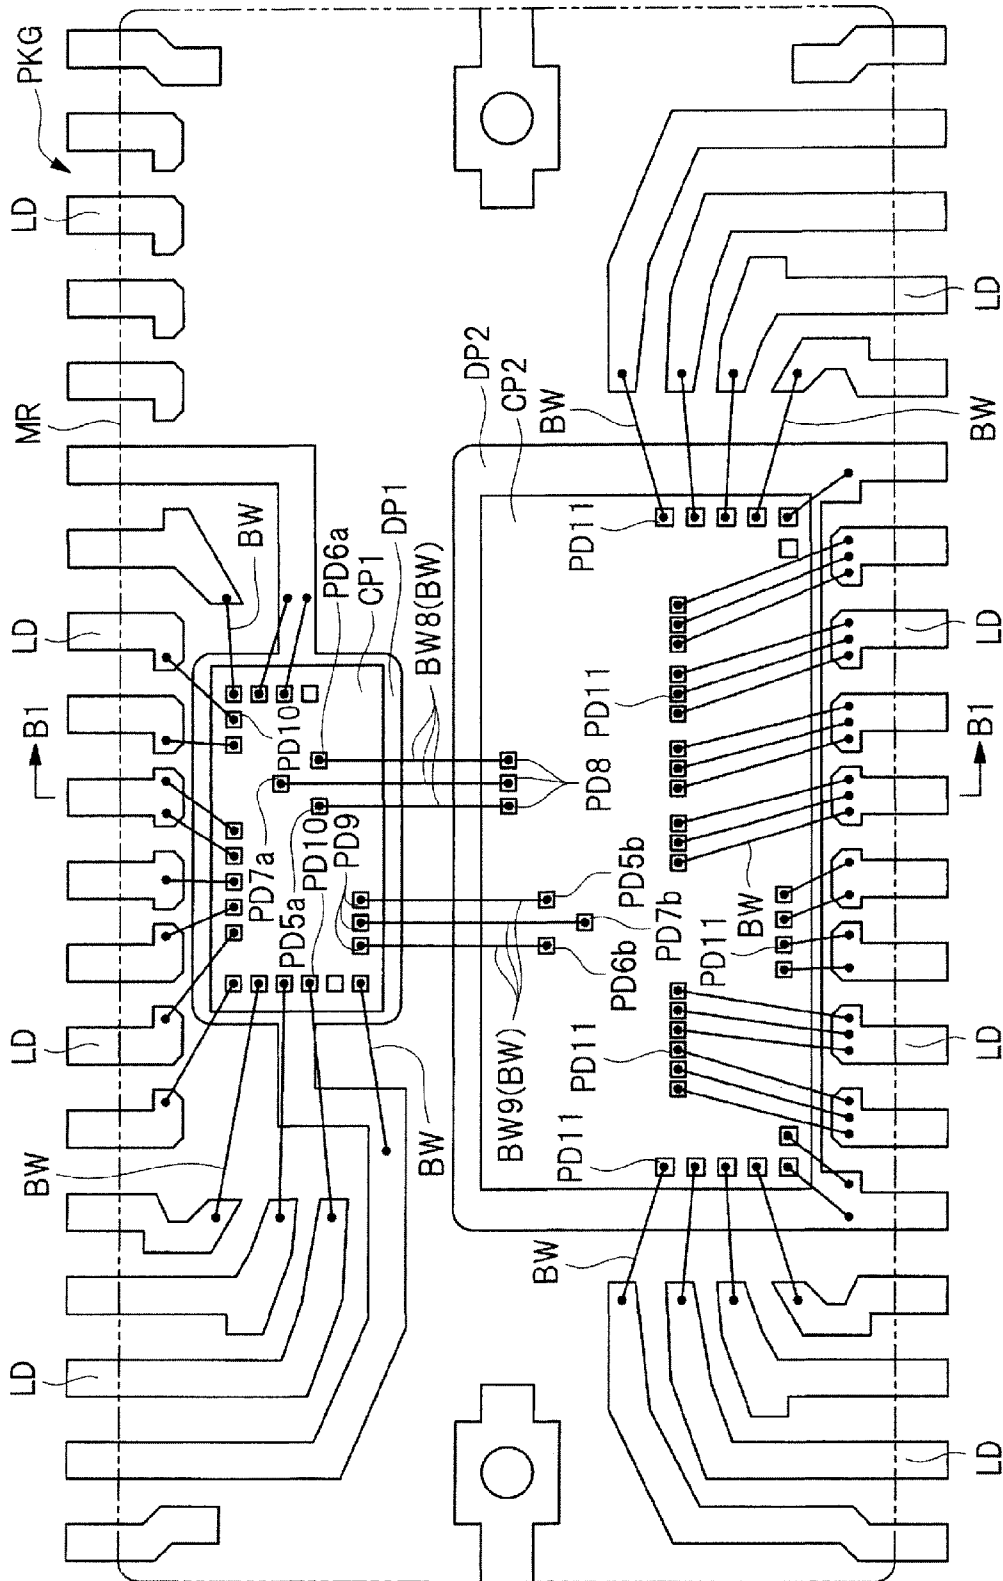 PKG
LD
MR
BW
LD
B1
PD10
PD6a
CP1
DP1
BW8(BW)
PD7a
PD5a
PD10
PD9
LD
BW
BW
LD
DP2
CP2
BW
LD
BW
PD11
PD11
LD
PD8
B1
PD5b
PD7b
BW
PD11
PD6b
BW9(BW)
PD11
LD
PD11
BW
LD